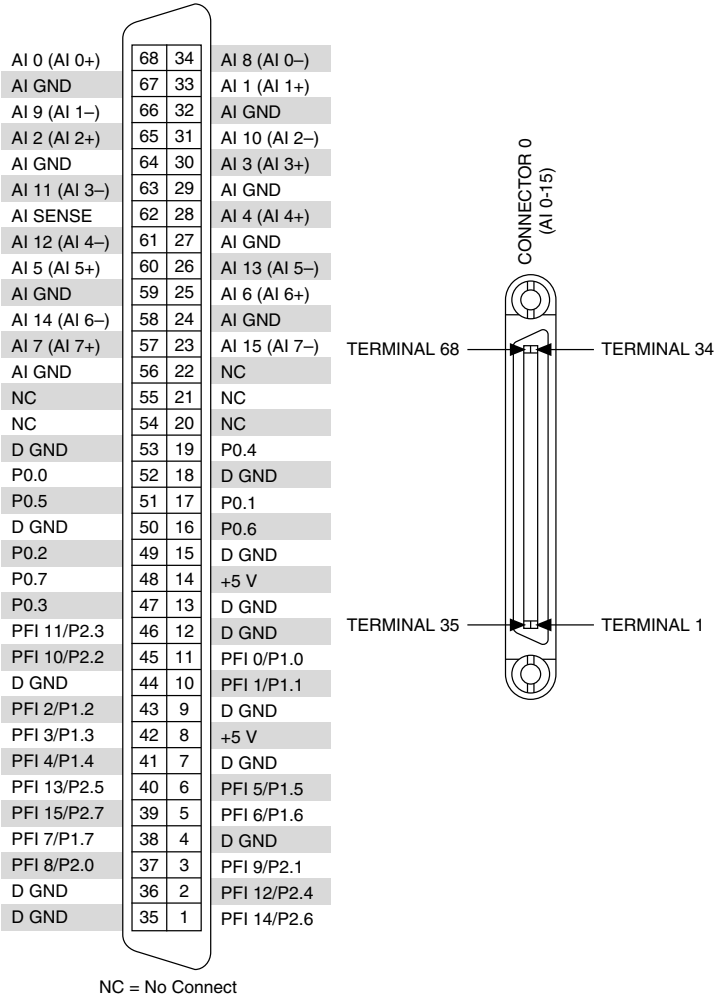 AI 0 (AI 0+) 68 34 AI 8 (AI 0–)
AI GND 67 33 AI 1 (AI 1+)
AI 9 (AI 1–) 66 32 AI GND
AI 2 (AI 2+) 65 31 AI 10 (AI 2–)
AI GND 64 30 AI 3 (AI 3+)
AI 11 (AI 3–) 63 29 AI GND
AI SENSE 62 28 AI 4 (AI 4+)
AI 12 (AI 4–) 61 27 AI GND
AI 5 (AI 5+) 60 26 AI 13 (AI 5–)
AI GND 59 25 AI 6 (AI 6+)
AI 14 (AI 6–) 58 24 AI GND
AI 7 (AI 7+) 57 23 AI 15 (AI 7–)
AI GND 56 22 NC
NC 55 21 NC
NC 54 20 NC
D GND 53 19 P0.4
P0.0 52 18 D GND
P0.5 51 17 P0.1
D GND 50 16 P0.6
P0.2 49 15 D GND
P0.7 48 14 +5 V
P0.3 47 13 D GND
PFI 11/P2.3 46 12 D GND
PFI 10/P2.2 45 11 PFI 0/P1.0
D GND 44 10 PFI 1/P1.1
PFI 2/P1.2 43 9 D GND
PFI 3/P1.3 42 8 +5 V
PFI 4/P1.4 41 7 D GND
PFI 13/P2.5 40 6 PFI 5/P1.5
PFI 15/P2.7 39 5 PFI 6/P1.6
PFI 7/P1.7 38 4 D GND
PFI 8/P2.0 37 3 PFI 9/P2.1
D GND 36 2 PFI 12/P2.4
D GND 35 1 PFI 14/P2.6
NC = No Connect
CONNECTOR 0
(AI 0-15)
TERMINAL 68
TERMINAL 34
TERMINAL 35
TERMINAL 1